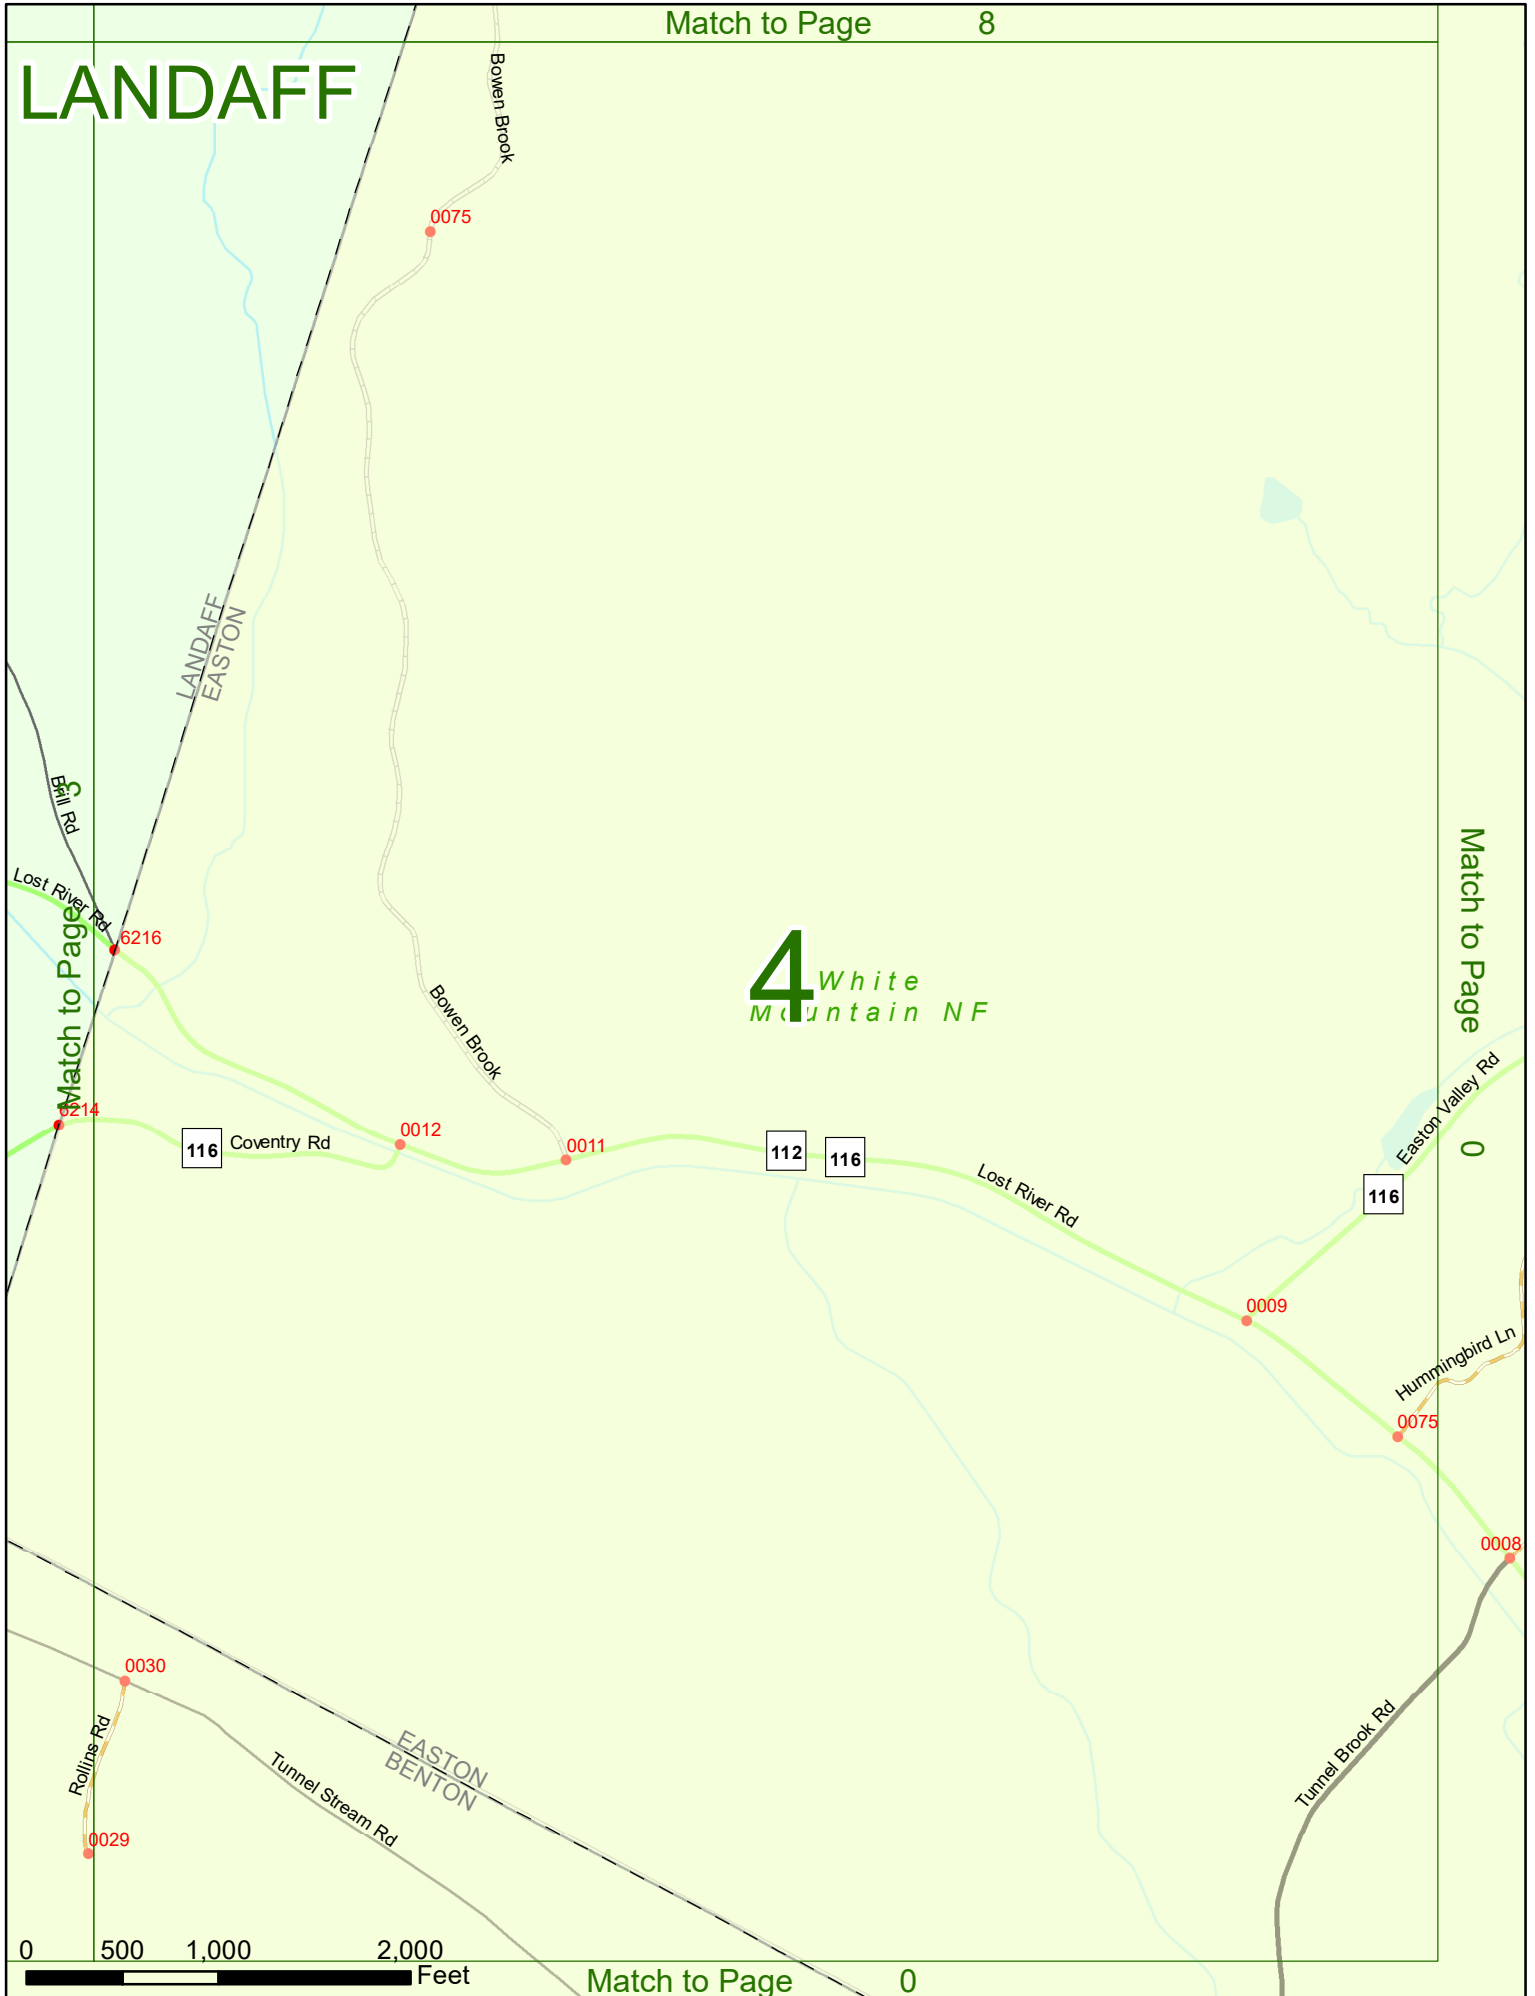 Match to Page 8
LANDAFF
Bowen Brook
0075
LANDAFF
EASTON
Brill Rd
Match to Page 3
Lost River Rd
6216
4
White
Mountain NF
Match to Page 0
Bowen Brook
Easton Valley Rd
6214
116
Coventry Rd
0012
0011
112
116
Lost River Rd
116
0009
Hummingbird Ln
0075
0008
0030
Rollins Rd
EASTON
BENTON
Tunnel Stream Rd
Tunnel Brook Rd
0029
0 500 1,000 2,000
Feet
Match to Page 0